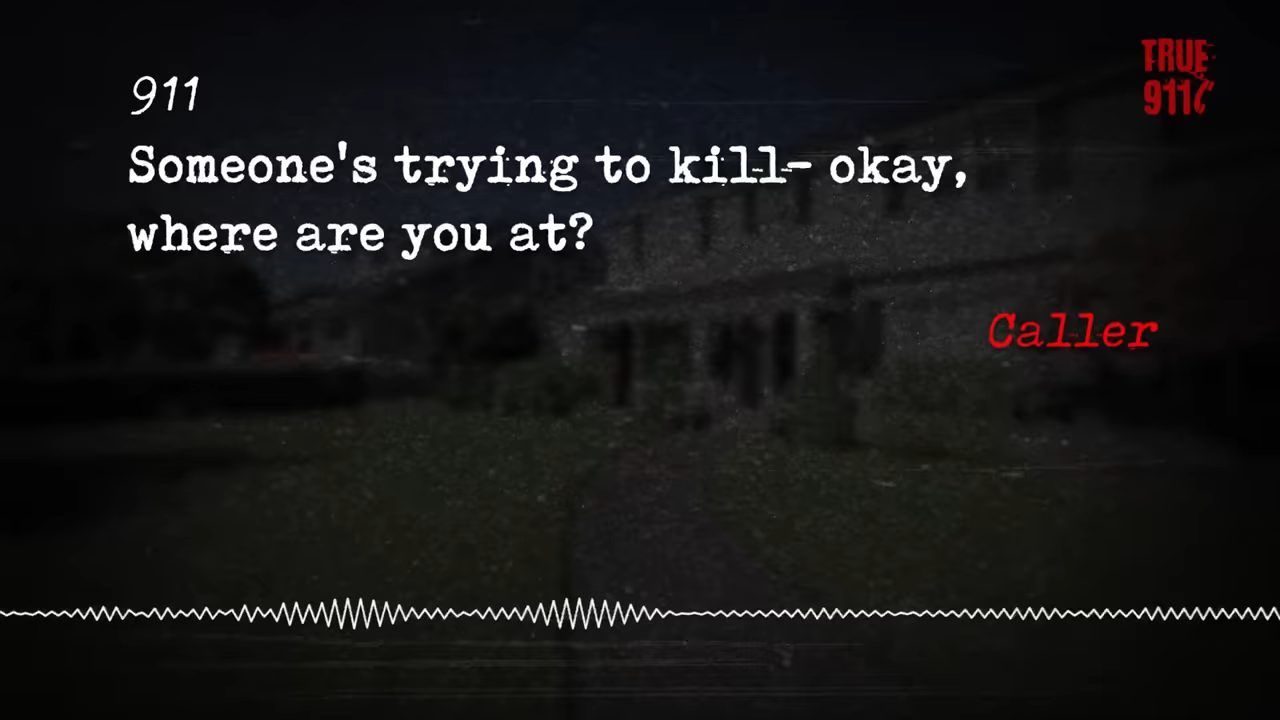 TRUE
911
911
Someone's trying to kill- okay,
where are you at?
Caller